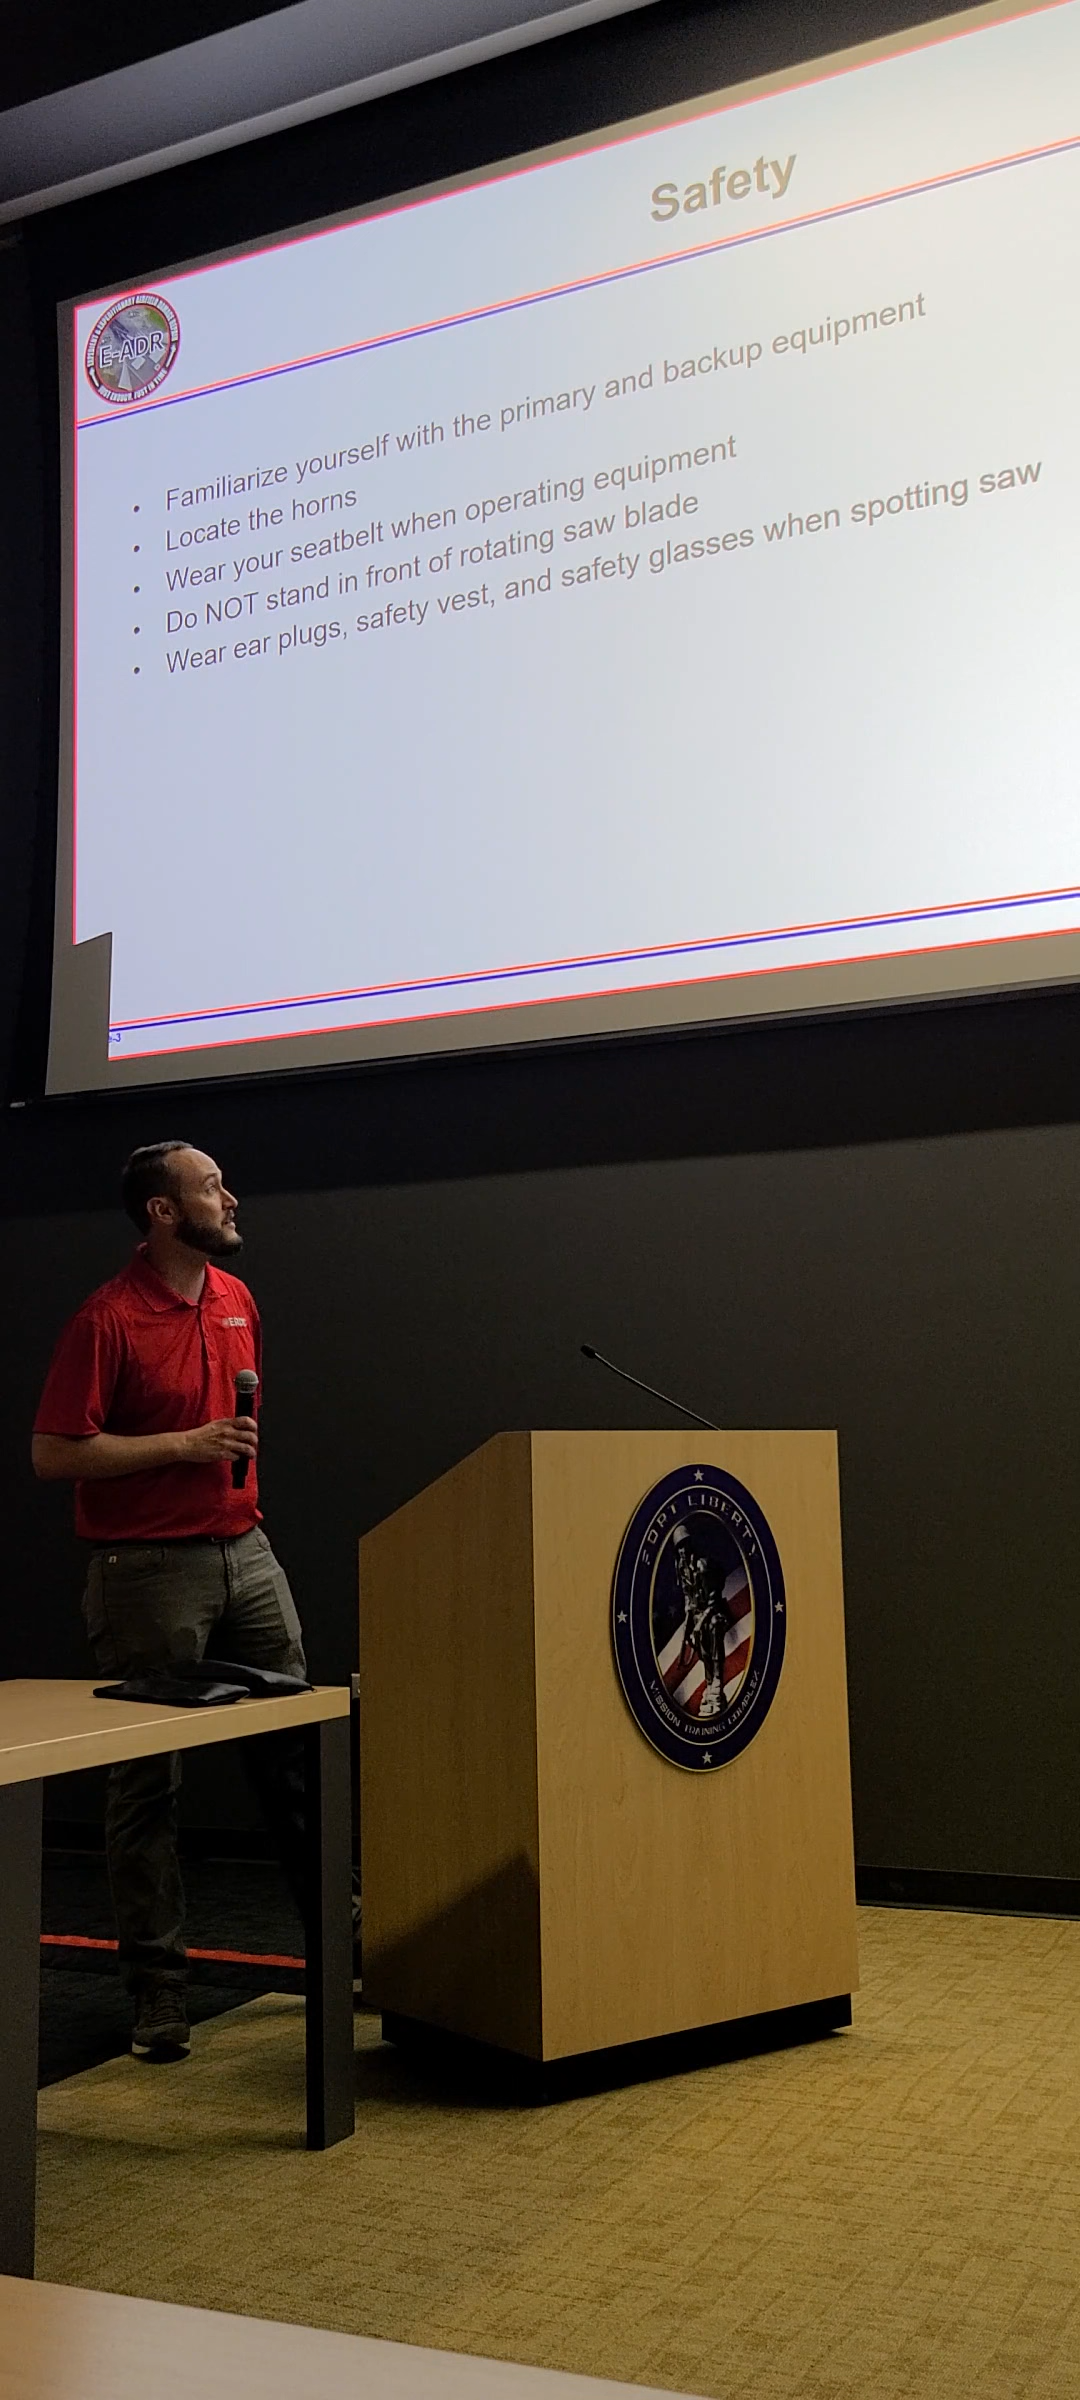 Safety
E-ADR
• Familiarize yourself with the primary and backup equipment
• Locate the horns
• Wear your seatbelt when operating equipment
• Do NOT stand in front of rotating saw blade
• Wear ear plugs, safety vest, and safety glasses when spotting saw
-3
FORT LIBERTY
MISSION TRAINING COMPLEX